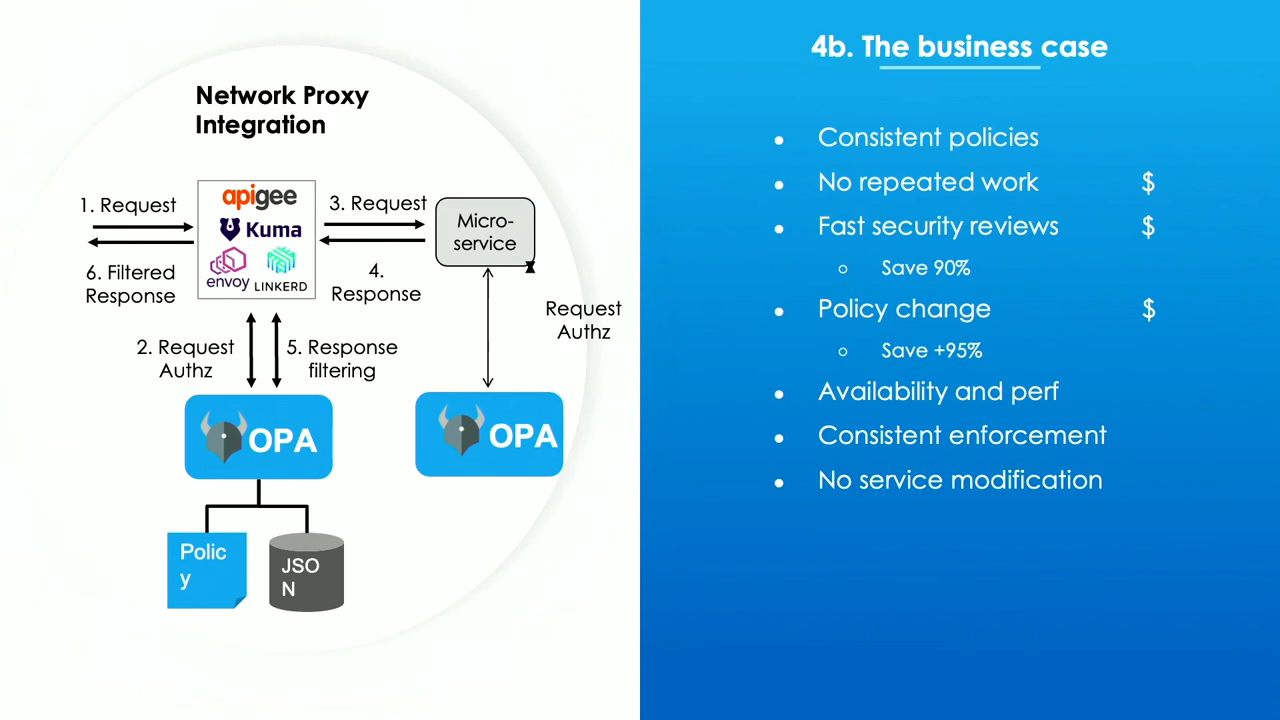 Network Proxy
Integration
1. Request
6. Filtered
Response
apigee
Kuma
envoy
LINKERD
3. Request
4.
Response
Micro-
service
Request
Authz
2. Request
Authz
5. Response
filtering
OPA
OPA
Polic
y
JSO
N
4b. The business case
• Consistent policies
• No repeated work $
• Fast security reviews $
○ Save 90%
• Policy change $
○ Save +95%
• Availability and perf
• Consistent enforcement
• No service modification